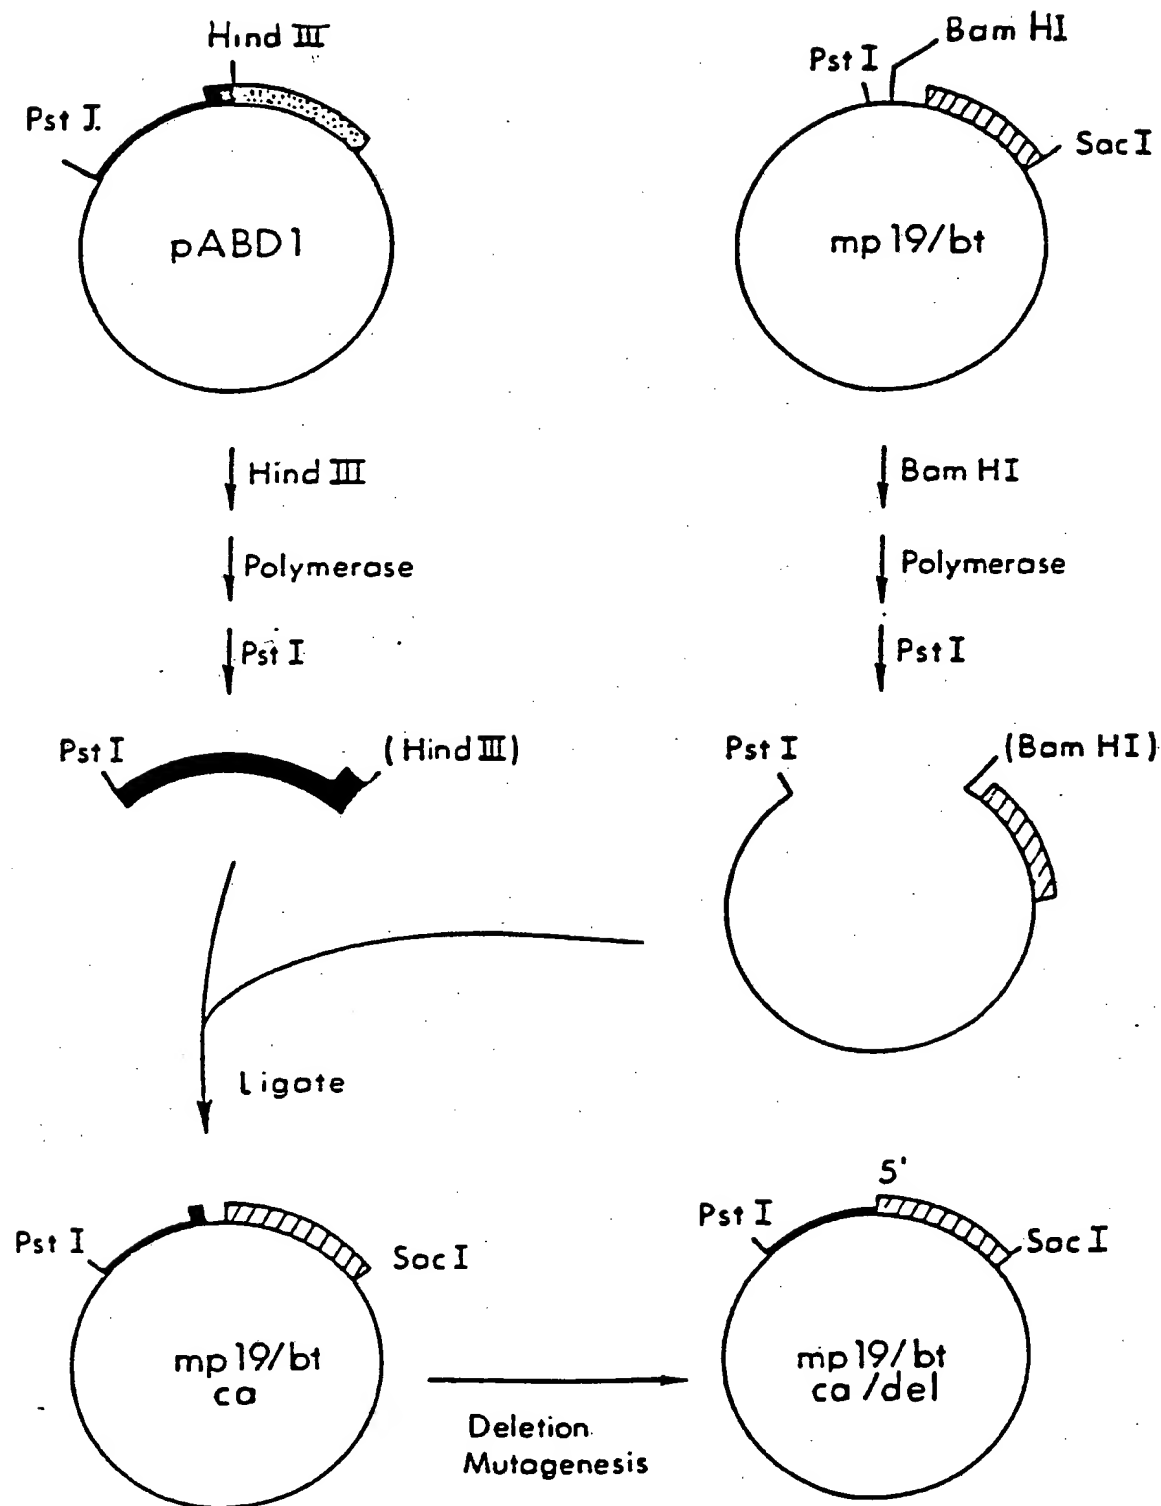 Hind III
Pst I.
pABD1
Bam HI
Pst I
Sac I
mp 19/bt
Hind III
Polymerase
Pst I
Bam HI
Polymerase
Pst I
Pst I
(Hind III)
Pst I
(Bam HI)
Ligate
Pst I
Sac I
mp 19/bt
ca
Deletion
Mutagenesis
5'
Pst I
Sac I
mp 19/bt
ca/del